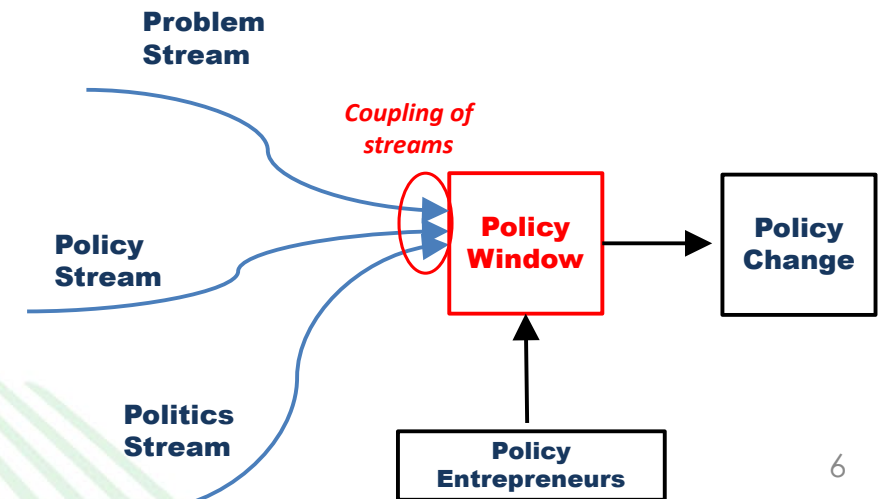 Problem
Stream
Coupling of
streams
Policy
Stream
Policy
Window
Policy
Change
Politics
Stream
Policy
Entrepreneurs
6